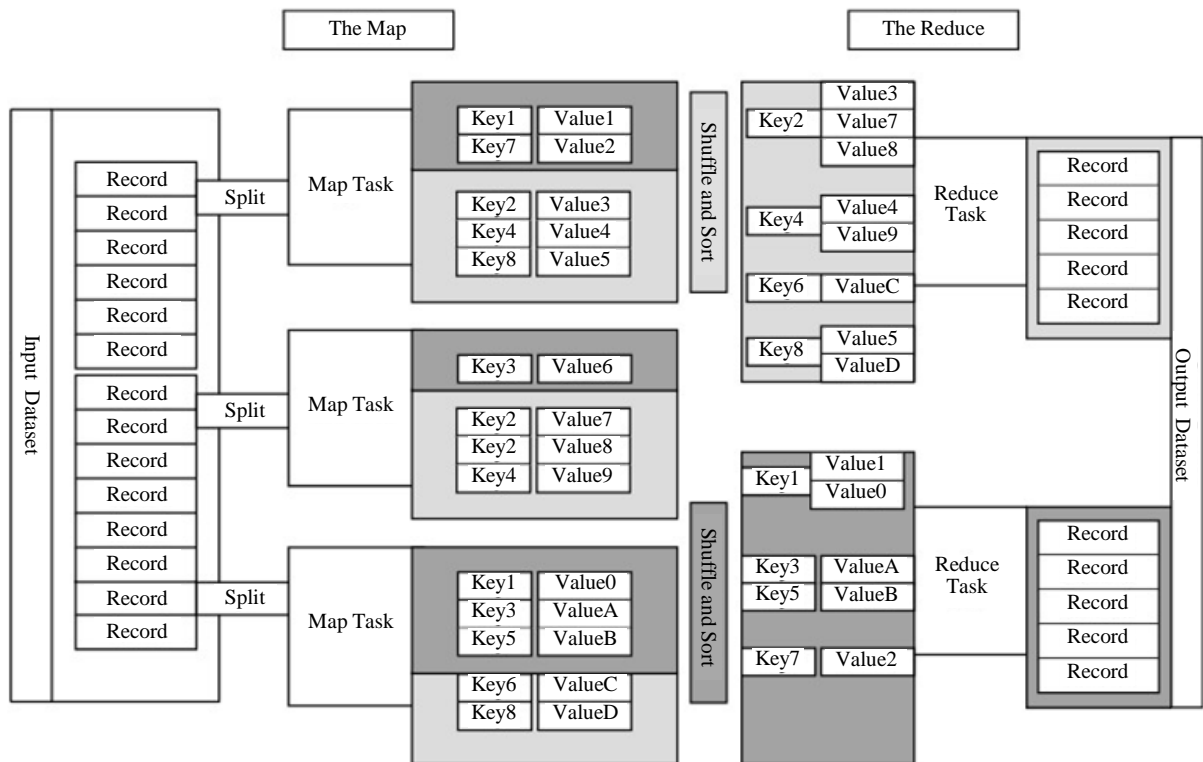 The Map
The Reduce
Input Dataset
Record
Record
Record
Record
Record
Record
Record
Record
Record
Record
Record
Record
Record
Record
Split
Split
Split
Map Task
Key1 Value1
Key7 Value2
Key2 Value3
Key4 Value4
Key8 Value5
Map Task
Key3 Value6
Key2 Value7
Key2 Value8
Key4 Value9
Map Task
Key1 Value0
Key3 ValueA
Key5 ValueB
Key6 ValueC
Key8 ValueD
Shuffle and Sort
Shuffle and Sort
Value3
Key2 Value7
Value8
Value4
Key4
Value9
Key6 ValueC
Value5
Key8
ValueD
Reduce
Task
Record
Record
Record
Record
Record
Value1
Key1
Value0
Key3 ValueA
Key5 ValueB
Key7 Value2
Reduce
Task
Record
Record
Record
Record
Record
Output Dataset